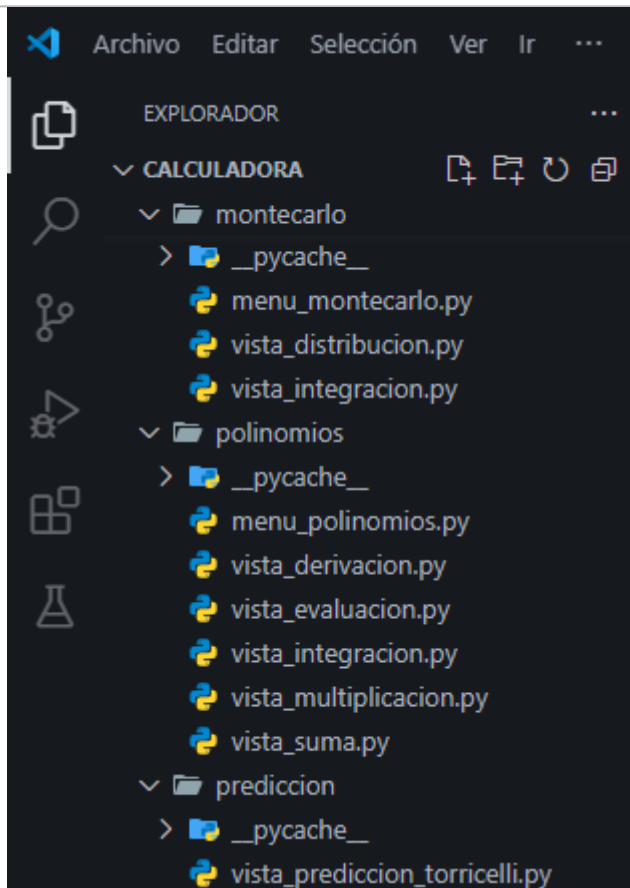 Archivo Editar Selección Ver Ir ...
EXPLORADOR ...
CALCULADORA
montecarlo
__pycache__
menu_montecarlo.py
vista_distribucion.py
vista_integracion.py
polinomios
__pycache__
menu_polinomios.py
vista_derivacion.py
vista_evaluacion.py
vista_integracion.py
vista_multiplicacion.py
vista_suma.py
prediccion
__pycache__
vista_prediccion_torricelli.py